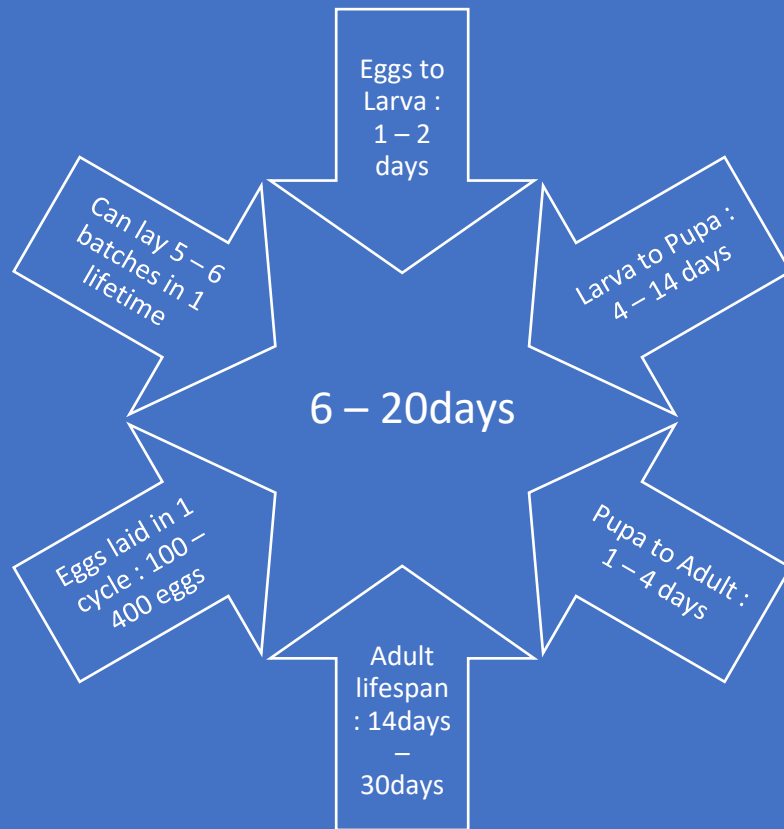 Eggs to
Larva :
1 – 2
days
Larva to Pupa :
4 – 14 days
Pupa to Adult :
1 – 4 days
Adult
lifespan
: 14days
–
30days
Eggs laid in 1
cycle : 100 –
400 eggs
Can lay 5 – 6
batches in 1
lifetime
6 – 20days